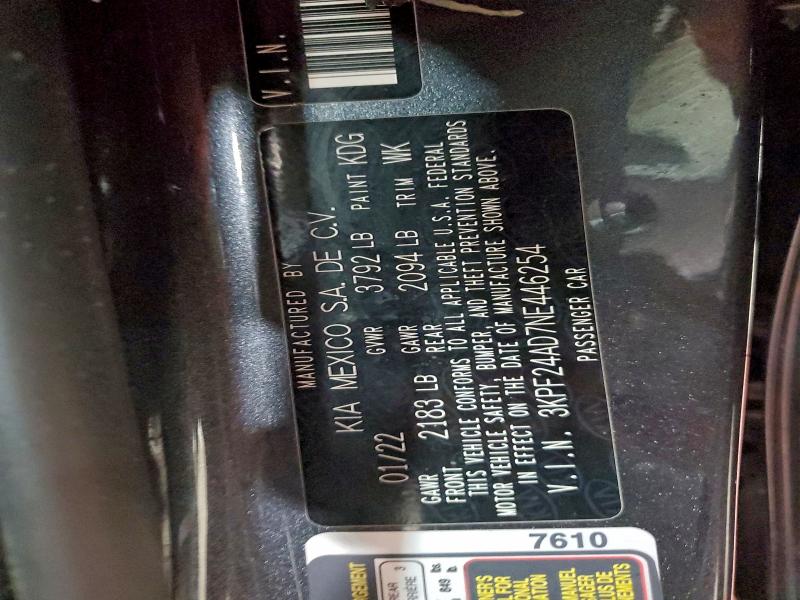 V.I.N.
MANUFACTURED BY
KIA MEXICO S.A. DE C.V.
01/22 GVWR 3792 LB PAINT KDG
GAWR FRONT. 2183 LB GAWR REAR 2094 LB TRIM WK
THIS VEHICLE CONFORMS TO ALL APPLICABLE U.S.A. FEDERAL
MOTOR VEHICLE SAFETY, BUMPER, AND THEFT PREVENTION STANDARDS
IN EFFECT ON THE DATE OF MANUFACTURE SHOWN ABOVE.
V.I.N. 3KPF24AD7NE446254
PASSENGER CAR
7610